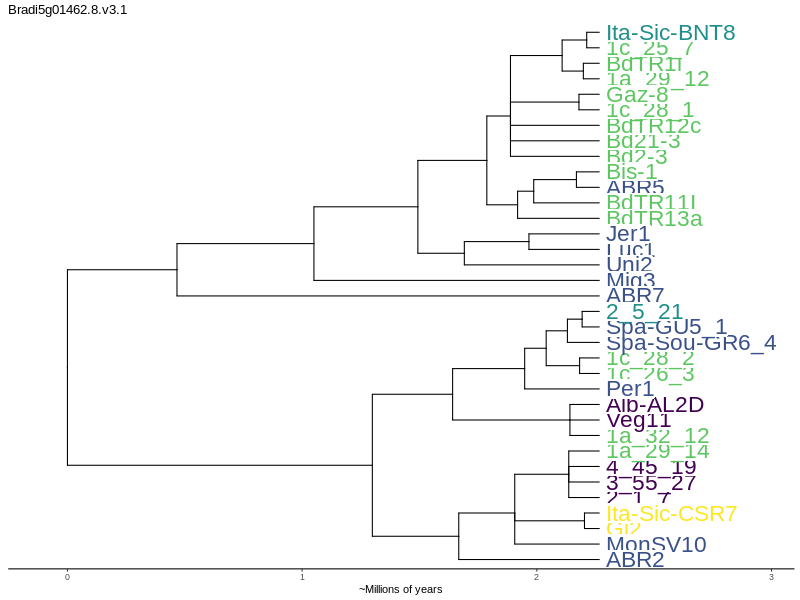 Bradi5g01462.8.v3.1
Ita-Sic-BNT8
1c_25_7
BdTR1i
1a_29_12
Gaz-8
1c_28_1
BdTR12c
Bd21-3
Bd2-3
Bis-1
ABR5
BdTR11I
BdTR13a
Jer1
Luc1
Uni2
Mig3
ABR7
2_5_21
Spa-GU5_1
Spa-Sou-GR6_4
1c_28_2
1c_26_3
Per1
Alb-AL2D
Veg11
1a_32_12
1a_29_14
4_45_19
3_55_27
2_1_7
Ita-Sic-CSR7
Gi2
MonSV10
ABR2
0 1 2 3
~Millions of years